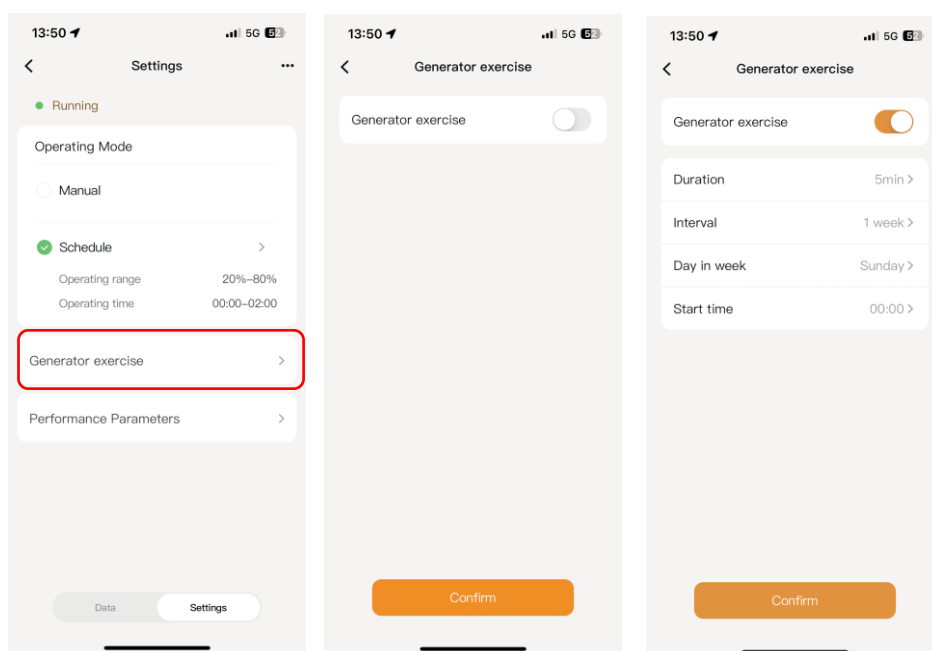 13:50
5G 52
Settings
Running
Operating Mode
Manual
Schedule
Operating range 20%–80%
Operating time 00:00–02:00
Generator exercise
Performance Parameters
Data Settings
13:50
5G 52
Generator exercise
Generator exercise
Confirm
13:50
5G 52
Generator exercise
Generator exercise
Duration 5min
Interval 1 week
Day in week Sunday
Start time 00:00
Confirm